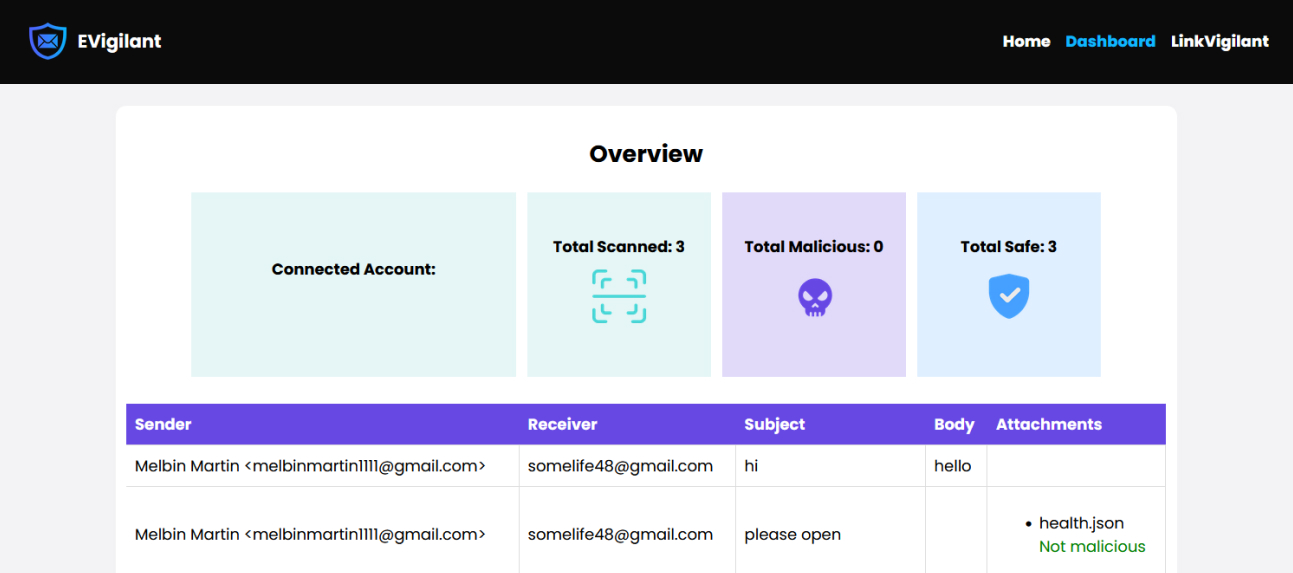 EVigilant
Home Dashboard LinkVigilant
Overview
Connected Account:
Total Scanned: 3
Total Malicious: 0
Total Safe: 3
Sender Receiver Subject Body Attachments
Melbin Martin <melbinmartin1111@gmail.com> somelife48@gmail.com hi hello
Melbin Martin <melbinmartin1111@gmail.com> somelife48@gmail.com please open • health.json
Not malicious